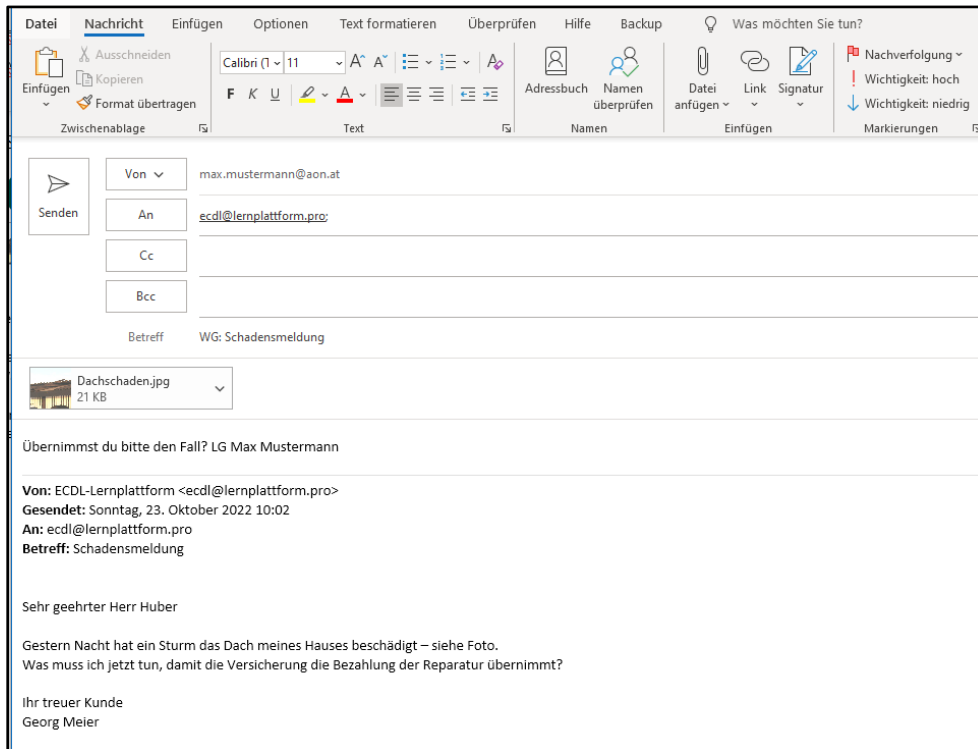 Datei Nachricht Einfügen Optionen Text formatieren Überprüfen Hilfe Backup Was möchten Sie tun?
Einfügen
Ausschneiden
Kopieren
Format übertragen
Zwischenablage
Calibri (T 11
F K U
Text
Adressbuch
Namen überprüfen
Namen
Datei anfügen
Link
Signatur
Einfügen
Nachverfolgung
Wichtigkeit: hoch
Wichtigkeit: niedrig
Markierungen
Senden
Von max.mustermann@aon.at
An ecdl@lernplattform.pro;
Cc
Bcc
Betreff WG: Schadensmeldung
Dachschaden.jpg
21 KB
Übernimmst du bitte den Fall? LG Max Mustermann
Von: ECDL-Lernplattform <ecdl@lernplattform.pro>
Gesendet: Sonntag, 23. Oktober 2022 10:02
An: ecdl@lernplattform.pro
Betreff: Schadensmeldung
Sehr geehrter Herr Huber
Gestern Nacht hat ein Sturm das Dach meines Hauses beschädigt – siehe Foto.
Was muss ich jetzt tun, damit die Versicherung die Bezahlung der Reparatur übernimmt?
Ihr treuer Kunde
Georg Meier